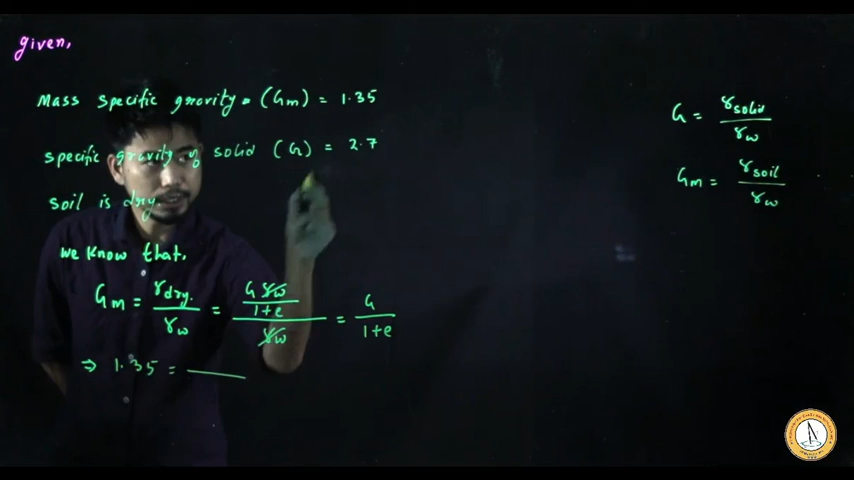 given,
Mass specific gravity = (Gm) = 1.35
specific gravity of solid (G) = 2.7
soil is dry.
we know that,
Gm = γdry. / γw = (G γw / 1+e) / γw = G / 1+e
⇒ 1.35 =
G = γsolid / γw
Gm = γsoil / γw